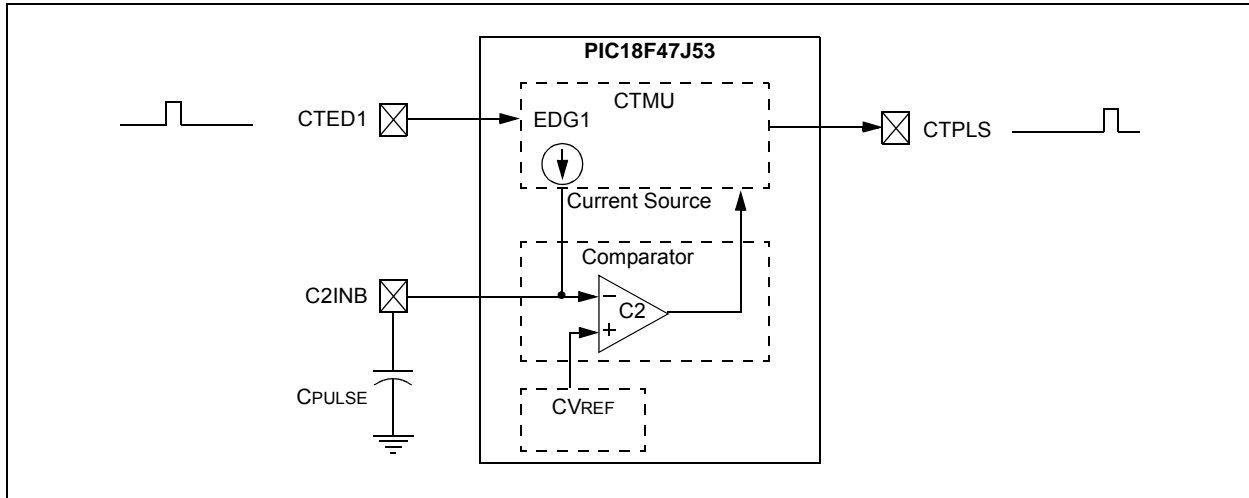 PIC18F47J53
CTMU
CTED1
EDG1
CTPLS
Current Source
Comparator
C2INB
−
C2
+
CPULSE
CVREF